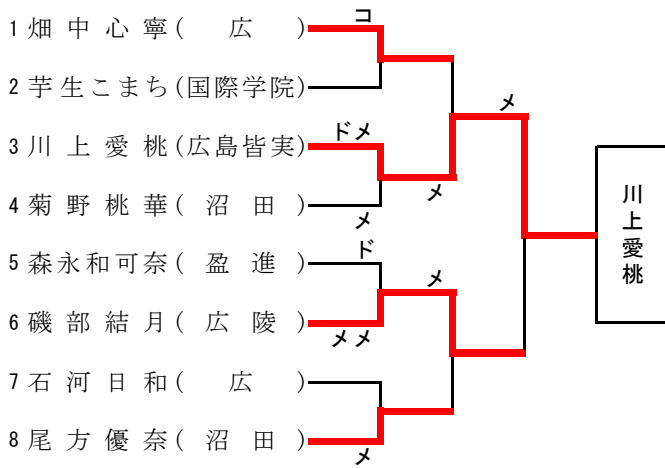 コ
1 畑中心寧(広)
2 芋生こまち(国際学院)
メ
ドメ
3 川上愛桃(広島皆実)
メ
4 菊野桃華(沼田)
メ
ド
5 森永和可奈(盈進)
メ
6 磯部結月(広陵)
メメ
7 石河日和(広)
8 尾方優奈(沼田)
メ
川上愛桃